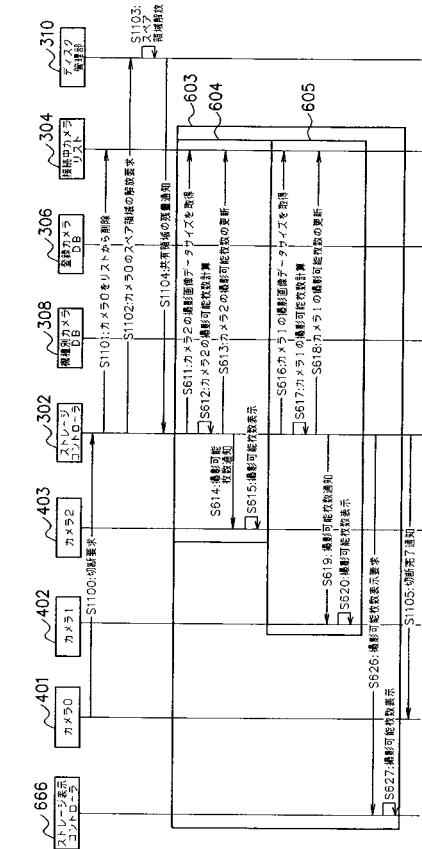 310
ディスク
管理部
304
接続中カメラ
リスト
306
登録カメラ
DB
308
機種別カメラ
DB
302
ストレージ
コントローラ
403
カメラ2
402
カメラ1
401
カメラ0
666
ストレージ表示
コントローラ
603
604
605
S1100:切断要求
S1101:カメラ0をリストから削除
S1102:カメラ0のスペア領域の解放要求
S1103:
スペア
領域解放
S1104:共有領域の残量通知
S611:カメラ2の撮影画像データサイズを取得
S612:カメラ2の撮影可能枚数計算
S613:カメラ2の撮影可能枚数の更新
S614:撮影可能
枚数通知
S615:撮影可能枚数表示
S616:カメラ1の撮影画像データサイズを取得
S617:カメラ1の撮影可能枚数計算
S618:カメラ1の撮影可能枚数の更新
S619:撮影可能枚数通知
S620:撮影可能枚数表示
S626:撮影可能枚数表示要求
S627:撮影可能枚数表示
S1105:切断完了通知